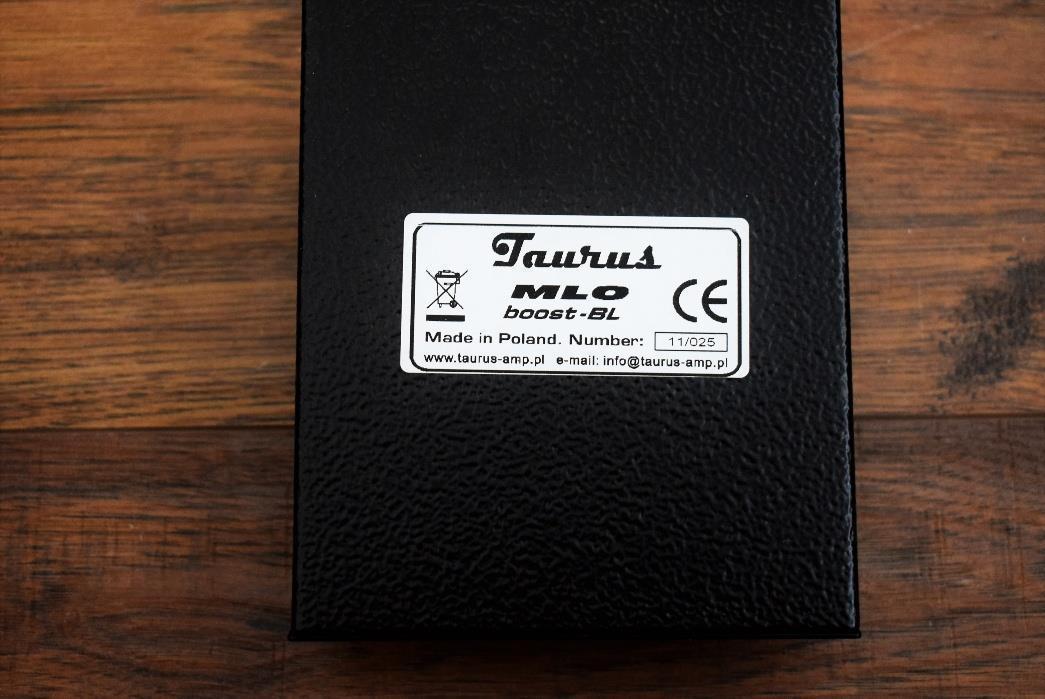 Taurus
MLO
boost-BL
CE
Made in Poland. Number: 11/025
www.taurus-amp.pl e-mail: info@taurus-amp.pl